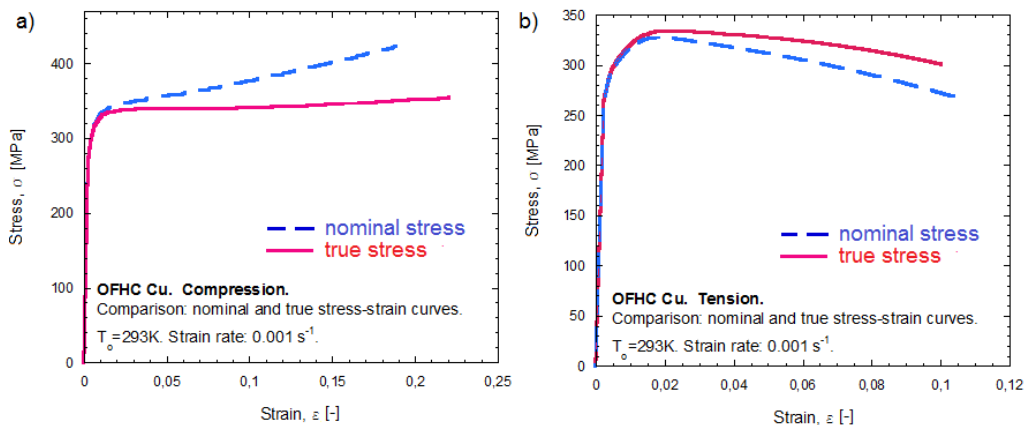 a)
Stress, σ [MPa]
400
300
200
100
0
nominal stress
true stress
OFHC Cu. Compression.
Comparison: nominal and true stress-strain curves.
To=293K. Strain rate: 0.001 s-1.
0
0,05
0,1
0,15
0,2
0,25
Strain, ε [-]
b)
Stress, σ [MPa]
350
300
250
200
150
100
50
0
nominal stress
true stress
OFHC Cu. Tension.
Comparison: nominal and true stress-strain curves.
To=293K. Strain rate: 0.001 s-1.
0
0,02
0,04
0,06
0,08
0,1
0,12
Strain, ε [-]